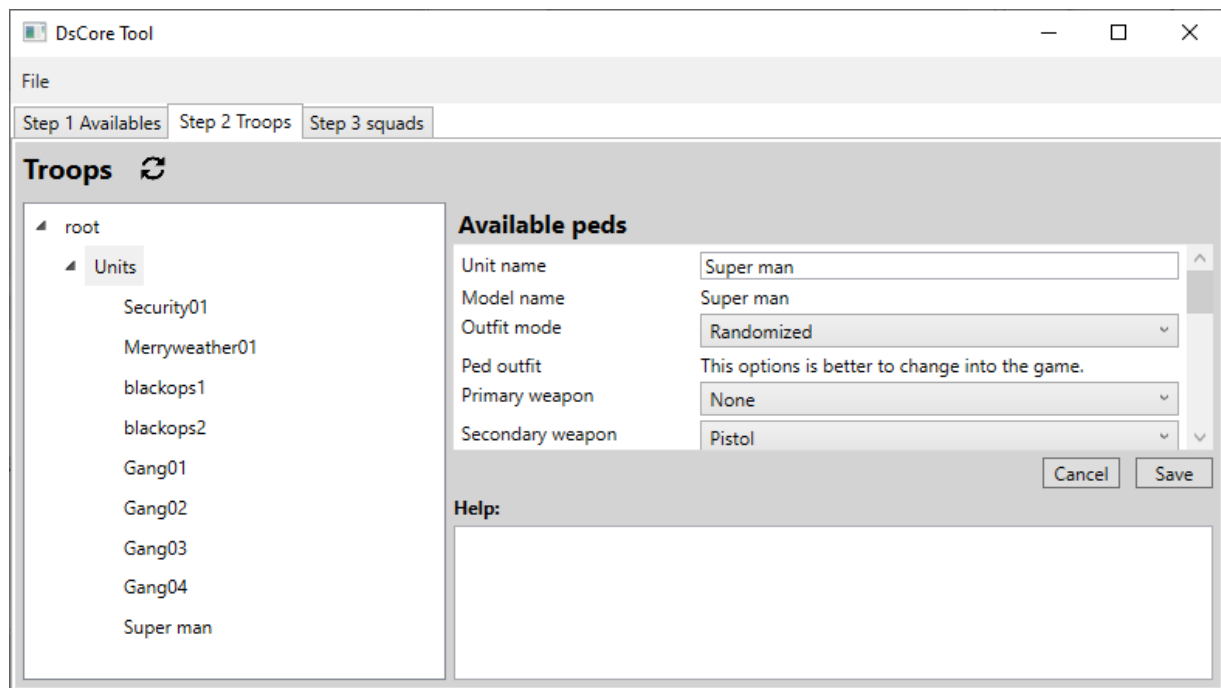 DsCore Tool
File
Step 1 Availables Step 2 Troops Step 3 squads
Troops
root
Units
Security01
Merryweather01
blackops1
blackops2
Gang01
Gang02
Gang03
Gang04
Super man
Available peds
Unit name Super man
Model name Super man
Outfit mode Randomized
Ped outfit This options is better to change into the game.
Primary weapon None
Secondary weapon Pistol
Cancel Save
Help: